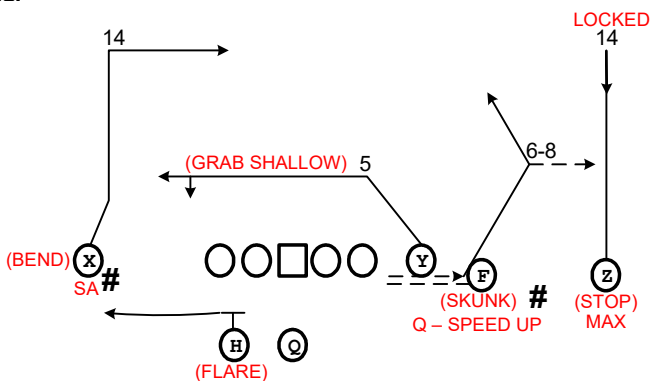 LOCKED
14
14
6-8
(GRAB SHALLOW) 5
(BEND) X
Y
F
Z
SA #
(SKUNK) #
(STOP)
Q – SPEED UP
MAX
H
Q
(FLARE)